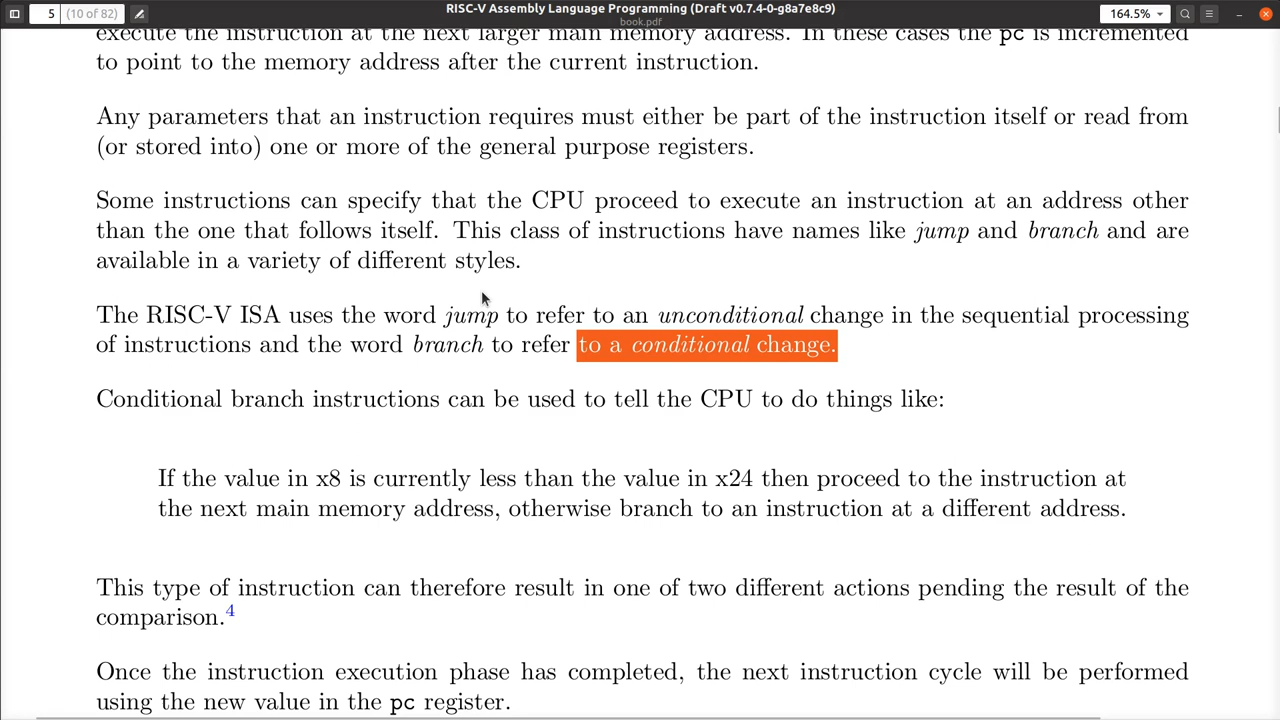 5 (10 of 82) RISC-V Assembly Language Programming (Draft v0.7.4-0-g8a7e8c9) 164.5%
book.pdf
execute the instruction at the next larger main memory address. In these cases the pc is incremented
to point to the memory address after the current instruction.
Any parameters that an instruction requires must either be part of the instruction itself or read from
(or stored into) one or more of the general purpose registers.
Some instructions can specify that the CPU proceed to execute an instruction at an address other
than the one that follows itself. This class of instructions have names like jump and branch and are
available in a variety of different styles.
The RISC-V ISA uses the word jump to refer to an unconditional change in the sequential processing
of instructions and the word branch to refer to a conditional change.
Conditional branch instructions can be used to tell the CPU to do things like:
If the value in x8 is currently less than the value in x24 then proceed to the instruction at
the next main memory address, otherwise branch to an instruction at a different address.
This type of instruction can therefore result in one of two different actions pending the result of the
comparison.4
Once the instruction execution phase has completed, the next instruction cycle will be performed
using the new value in the pc register.